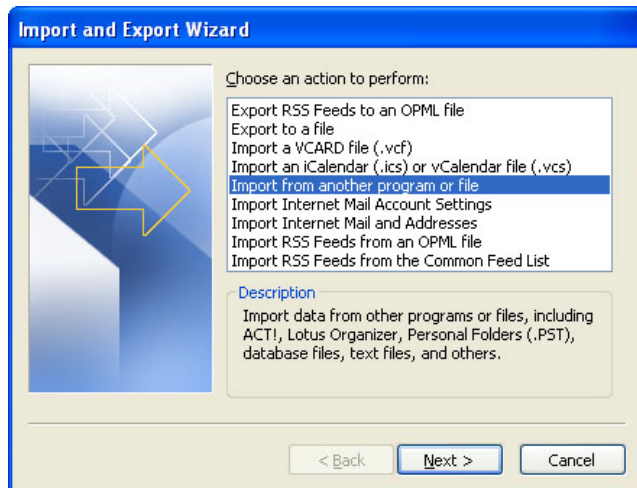 Import and Export Wizard
Choose an action to perform:
Export RSS Feeds to an OPML file
Export to a file
Import a VCARD file (.vcf)
Import an iCalendar (.ics) or vCalendar file (.vcs)
Import from another program or file
Import Internet Mail Account Settings
Import Internet Mail and Addresses
Import RSS Feeds from an OPML file
Import RSS Feeds from the Common Feed List
Description
Import data from other programs or files, including
ACT!, Lotus Organizer, Personal Folders (.PST),
database files, text files, and others.
< Back Next > Cancel